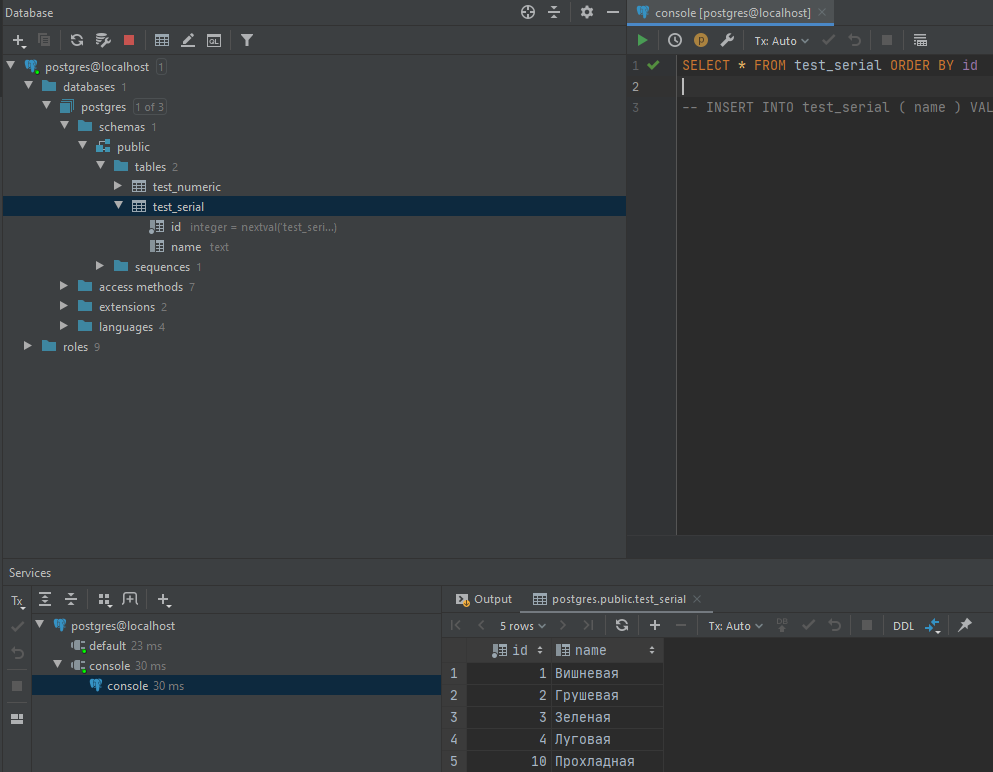 Database
postgres@localhost 1
databases 1
postgres 1 of 3
schemas 1
public
tables 2
test_numeric
test_serial
id integer = nextval('test_seri...)
name text
sequences 1
access methods 7
extensions 2
languages 4
roles 9
console [postgres@localhost]
Tx: Auto
1 SELECT * FROM test_serial ORDER BY id
2
3 -- INSERT INTO test_serial ( name ) VAL
Services
Tx
postgres@localhost
default 23 ms
console 30 ms
console 30 ms
Output postgres.public.test_serial
5 rows Tx: Auto DB DDL
id name
1 1 Вишневая
2 2 Грушевая
3 3 Зеленая
4 4 Луговая
5 10 Прохладная